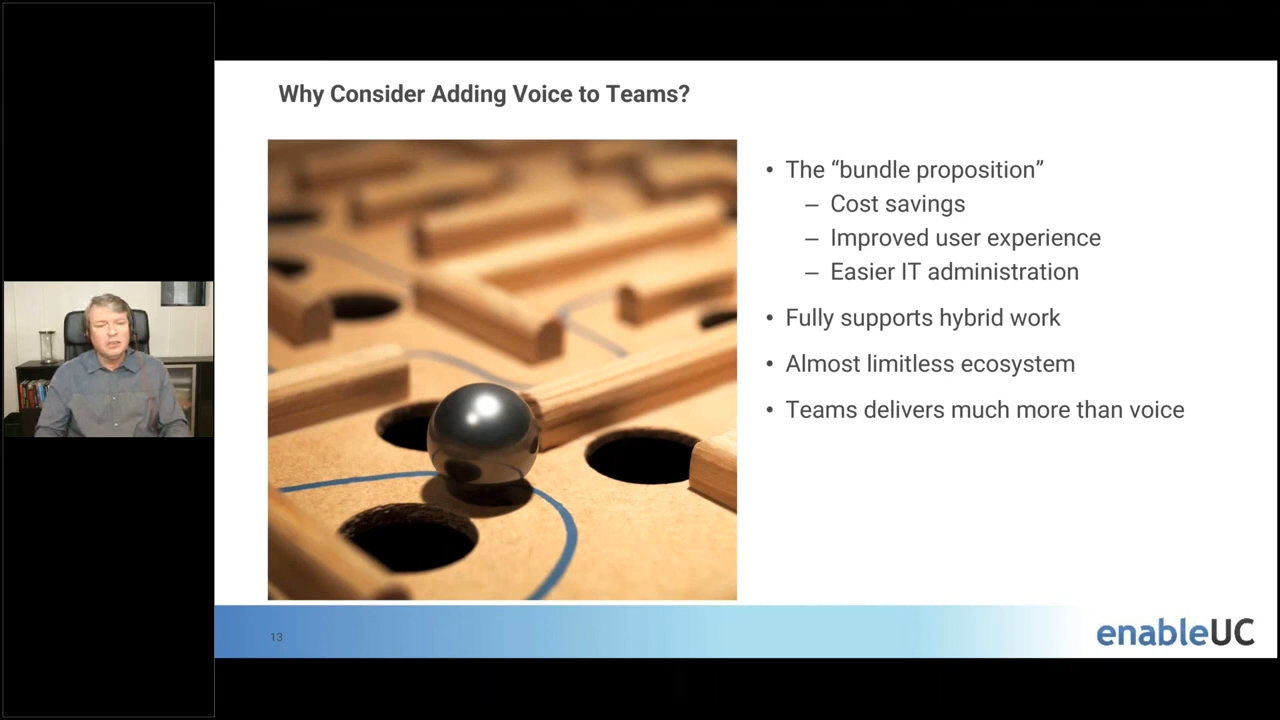 Why Consider Adding Voice to Teams?
• The “bundle proposition”
– Cost savings
– Improved user experience
– Easier IT administration
• Fully supports hybrid work
• Almost limitless ecosystem
• Teams delivers much more than voice
13
enableUC